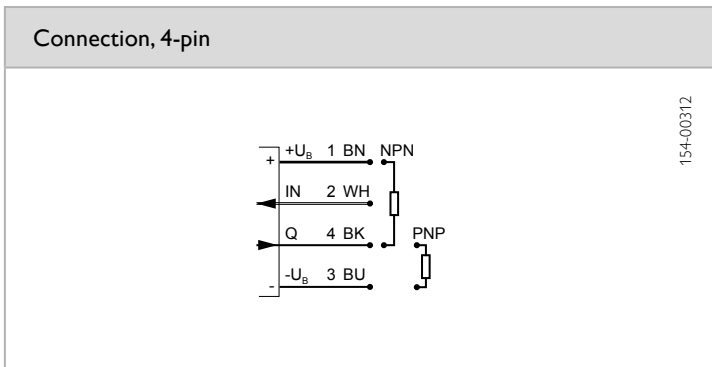 Connection, 4-pin
154-00312
+ +U_B 1 BN NPN
IN 2 WH
Q 4 BK PNP
- -U_B 3 BU